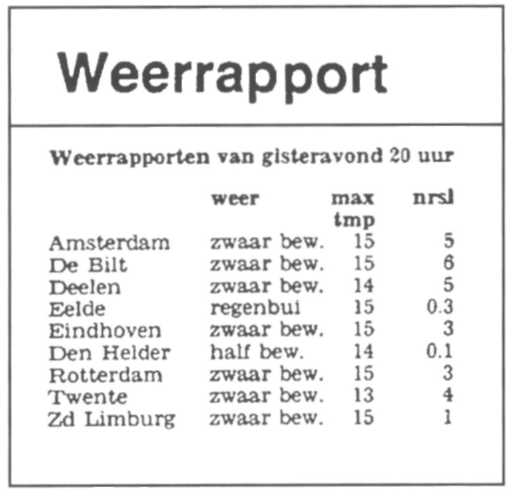 Weerrapport
Weerrapporten van gisteravond 20 uur
weer max nrsl
tmp
Amsterdam zwaar bew. 15 5
De Bilt zwaar bew. 15 6
Deelen zwaar bew. 14 5
Eelde regenbui 15 0.3
Eindhoven zwaar bew. 15 3
Den Helder half bew. 14 0.1
Rotterdam zwaar bew. 15 3
Twente zwaar bew. 13 4
Zd Limburg zwaar bew. 15 1